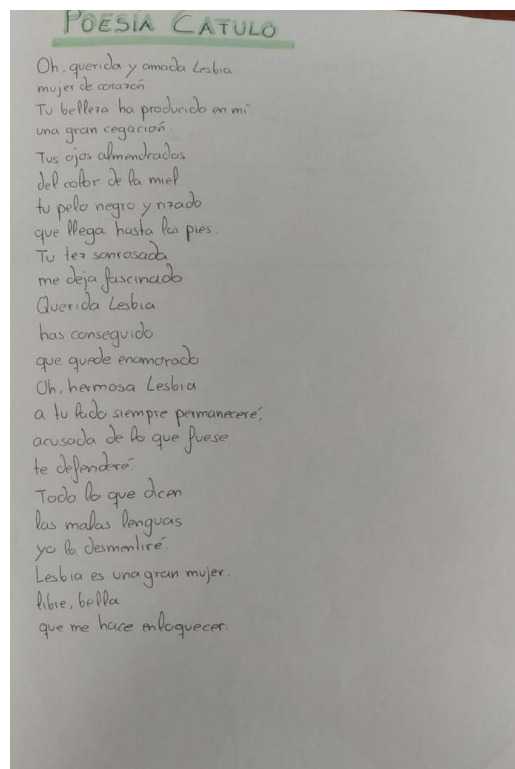 POESIA CATULO
Oh, querida y amada Lesbia
mujer de corazón.
Tu belleza ha producido en mi
una gran cegación.
Tus ojos almendrados
del color de la miel
tu pelo negro y rizado
que llega hasta los pies.
Tu tez sonrosada
me deja fascinado
Querida Lesbia
has conseguido
que quede enamorado
Oh, hermosa Lesbia
a tu lado siempre permaneceré,
acusada de lo que fuese
te defenderé.
Todo lo que dicen
las malas lenguas
yo lo desmentiré.
Lesbia es una gran mujer.
libre, bella
que me hace enloquecer.